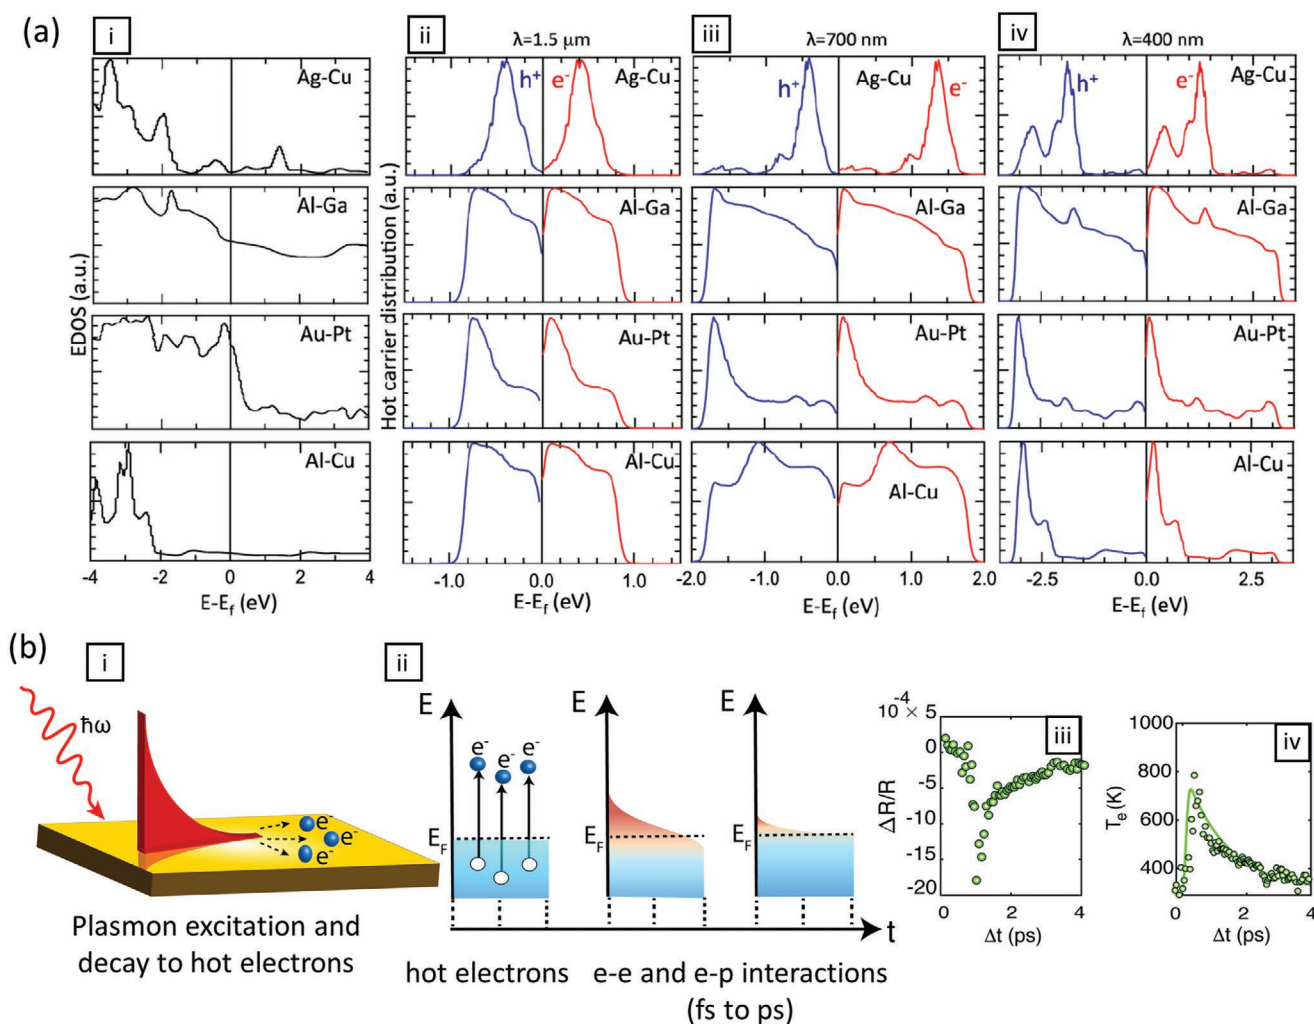 (a)
i
ii
λ=1.5 μm
iii
λ=700 nm
iv
λ=400 nm
Ag-Cu
h⁺ e⁻
Ag-Cu
h⁺
Ag-Cu
e⁻
h⁺
e⁻
Ag-Cu
Al-Ga
Al-Ga
Al-Ga
Al-Ga
EDOS (a.u.)
Hot carrier distribution (a.u.)
Au-Pt
Au-Pt
Au-Pt
Au-Pt
Al-Cu
Al-Cu
Al-Cu
Al-Cu
-4 -2 0 2 4
-1.0 0.0 1.0
-2.0 -1.0 0.0 1.0 2.0
-2.5 0.0 2.5
E-E_f (eV)
E-E_f (eV)
E-E_f (eV)
E-E_f (eV)
(b)
i
ħω
e⁻
e⁻
e⁻
Plasmon excitation and
decay to hot electrons
ii
E
E
E
e⁻
e⁻
e⁻
E_F
E_F
E_F
t
hot electrons
e-e and e-p interactions
(fs to ps)
iii
10⁻⁴ × 5
0
-5
-10
-15
-20
ΔR/R
0 2 4
Δt (ps)
iv
1000
800
600
400
T_e (K)
0 2 4
Δt (ps)